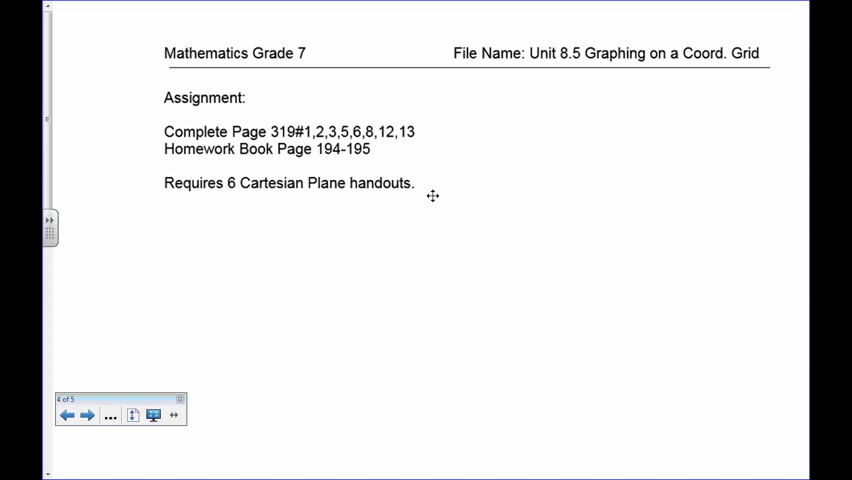 Mathematics Grade 7 File Name: Unit 8.5 Graphing on a Coord. Grid
Assignment:
Complete Page 319#1,2,3,5,6,8,12,13
Homework Book Page 194-195
Requires 6 Cartesian Plane handouts.
4 of 5
...